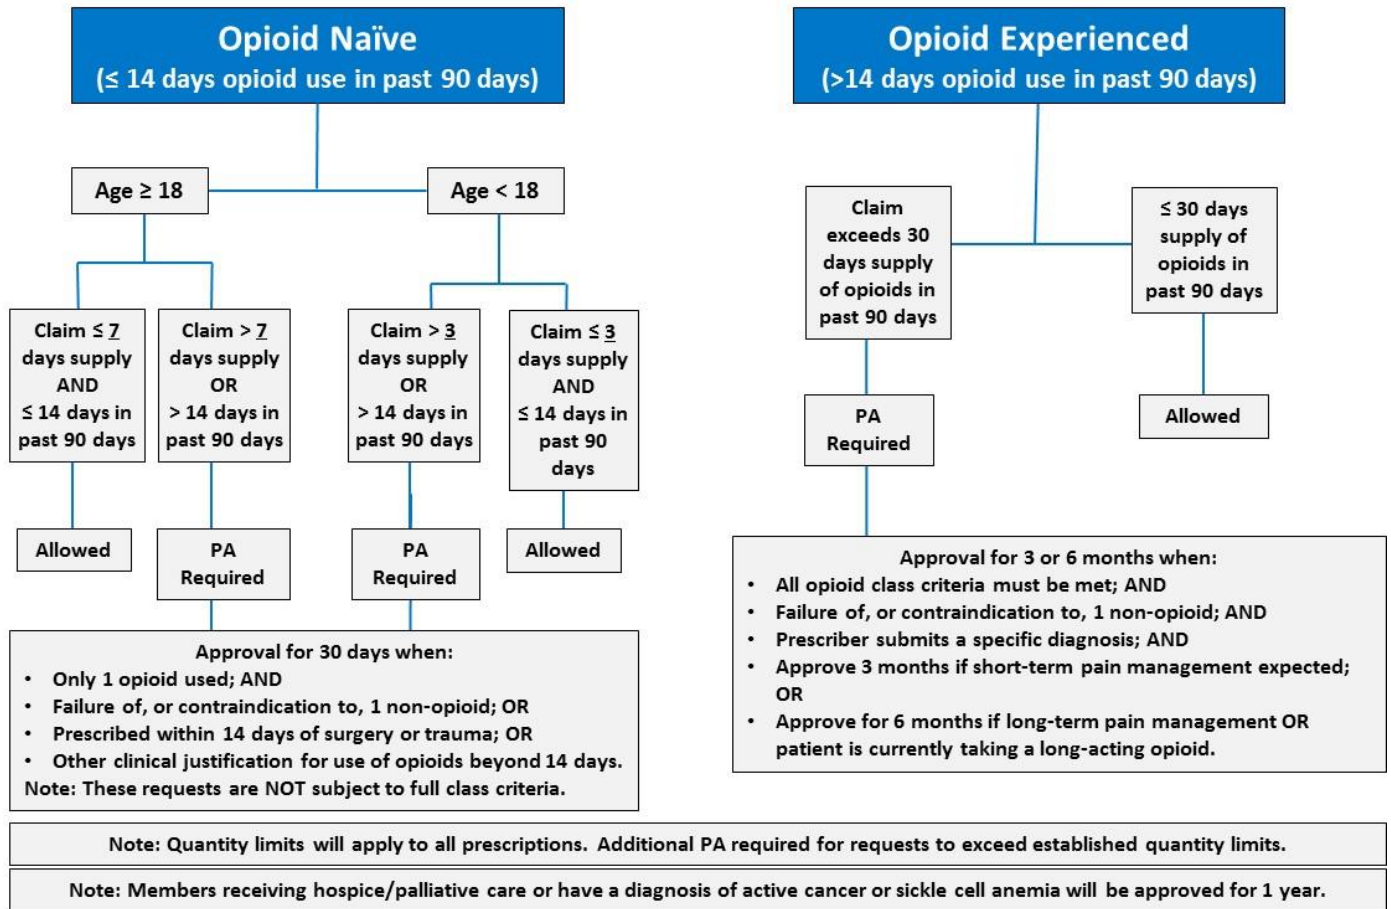 Opioid Naïve
(≤ 14 days opioid use in past 90 days)
Age ≥ 18
Age < 18
Claim ≤ 7
days supply
AND
≤ 14 days in
past 90 days
Claim > 7
days supply
OR
> 14 days in
past 90 days
Claim > 3
days supply
OR
> 14 days in
past 90 days
Claim ≤ 3
days supply
AND
≤ 14 days in
past 90
days
Allowed
PA
Required
PA
Required
Allowed
Approval for 30 days when:
• Only 1 opioid used; AND
• Failure of, or contraindication to, 1 non-opioid; OR
• Prescribed within 14 days of surgery or trauma; OR
• Other clinical justification for use of opioids beyond 14 days.
Note: These requests are NOT subject to full class criteria.
Opioid Experienced
(>14 days opioid use in past 90 days)
Claim
exceeds 30
days supply
of opioids in
past 90 days
≤ 30 days
supply of
opioids in
past 90 days
PA
Required
Allowed
Approval for 3 or 6 months when:
• All opioid class criteria must be met; AND
• Failure of, or contraindication to, 1 non-opioid; AND
• Prescriber submits a specific diagnosis; AND
• Approve 3 months if short-term pain management expected;
OR
• Approve for 6 months if long-term pain management OR
patient is currently taking a long-acting opioid.
Note: Quantity limits will apply to all prescriptions. Additional PA required for requests to exceed established quantity limits.
Note: Members receiving hospice/palliative care or have a diagnosis of active cancer or sickle cell anemia will be approved for 1 year.